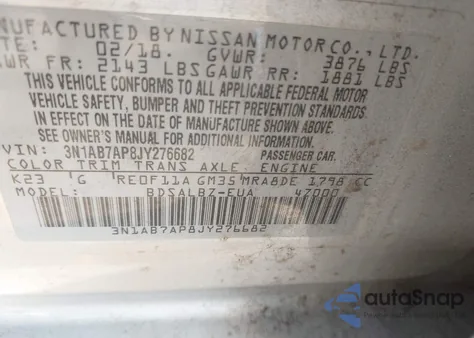 NUFACTURED BY NISSAN MOTOR CO., LTD.
TE: 02/18. GVWR: 3876 LBS
WR FR: 2143 LBS GAWR RR: 1881 LBS
THIS VEHICLE CONFORMS TO ALL APPLICABLE FEDERAL MOTOR
VEHICLE SAFETY, BUMPER AND THEFT PREVENTION STANDARDS
IN EFFECT ON THE DATE OF MANUFACTURE SHOWN ABOVE.
SEE OWNER'S MANUAL FOR ADDITIONAL INFORMATION
VIN: 3N1AB7AP8JY276682 PASSENGER CAR.
COLOR TRIM TRANS AXLE ENGINE
K23 G RE0F11A GM35 MRA8DE 1798 CC
MODEL: BDSALBZ-EUA 47000
3N1AB7AP8JY276682
autoSnap